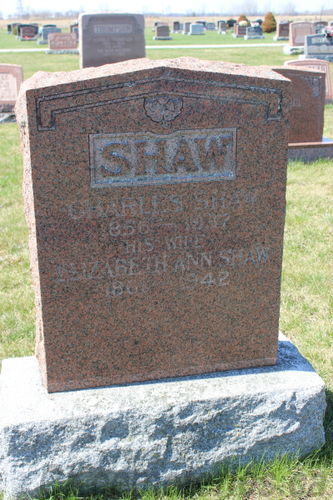 SHAW
CHARLES SHAW
HIS WIFE
ELIZABETH ANN SHAW